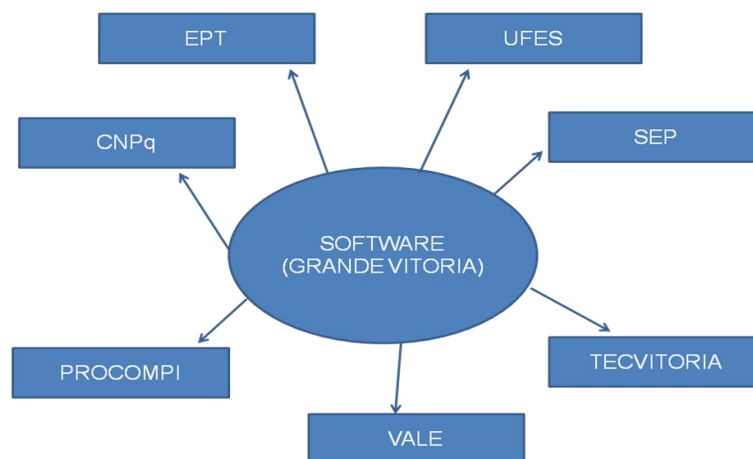 EPT
UFES
CNPq
SEP
SOFTWARE
(GRANDE VITORIA)
PROCOMPI
TECVITORIA
VALE